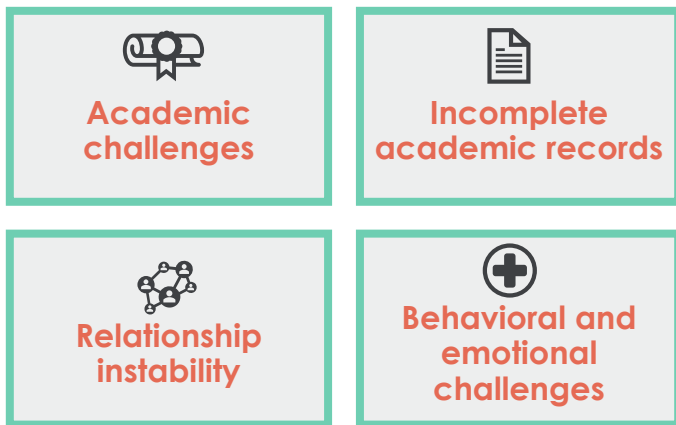 Academic
challenges
Incomplete
academic records
Relationship
instability
Behavioral and
emotional
challenges